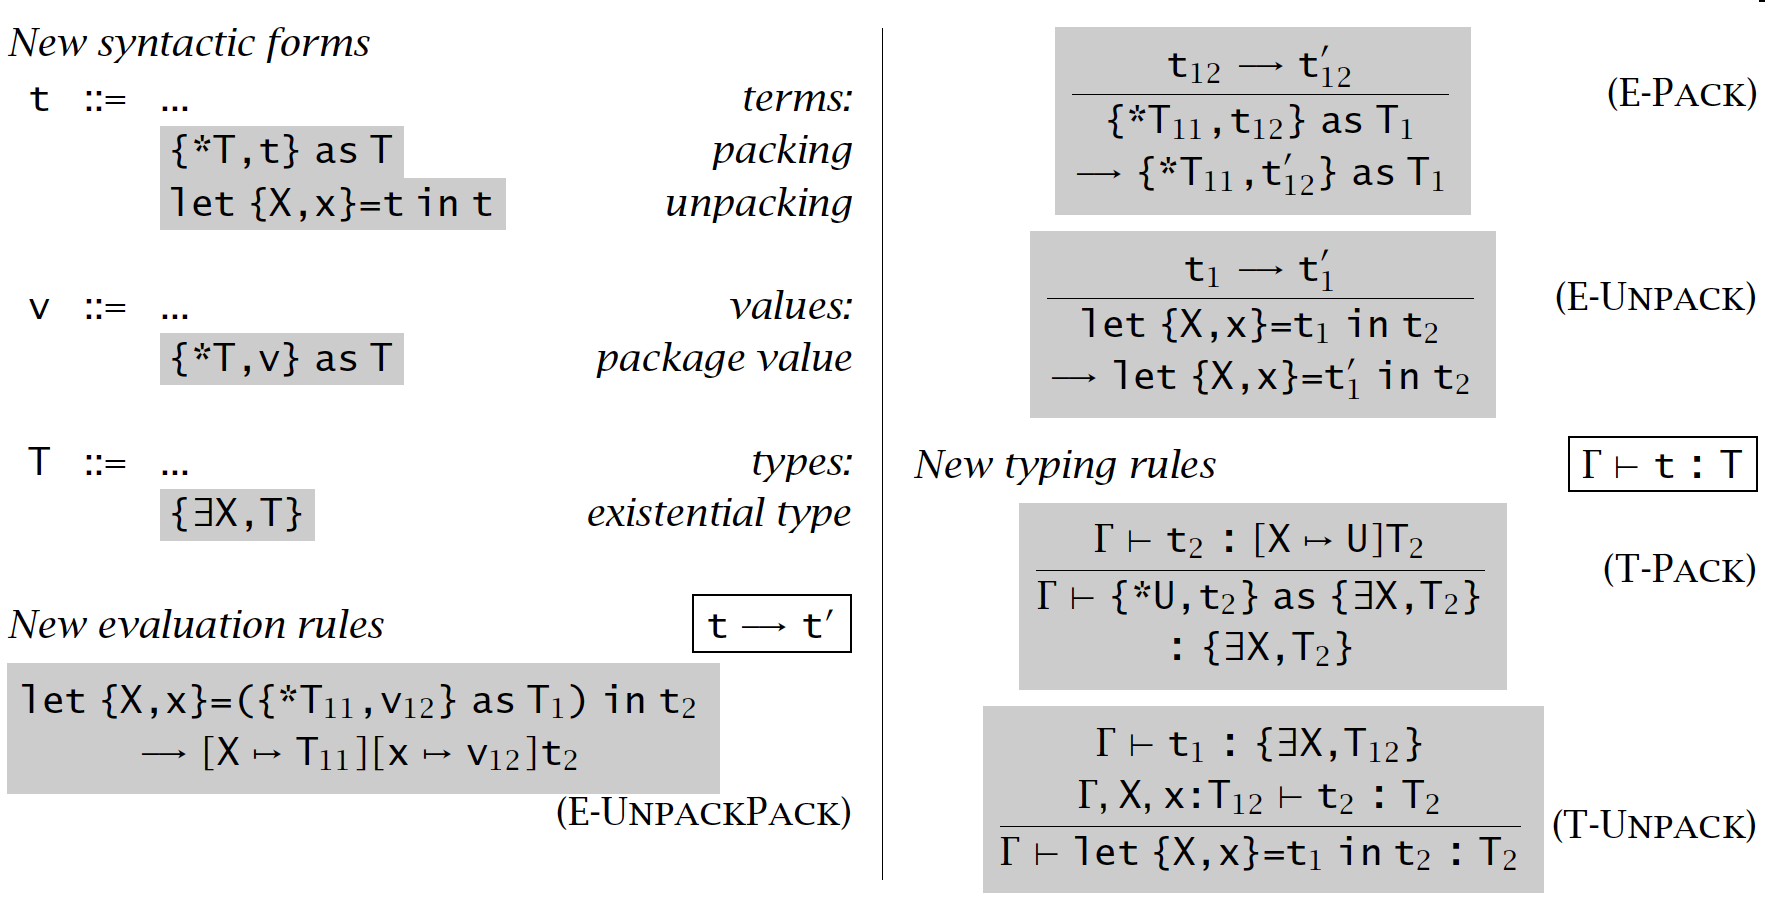 New syntactic forms
t ::= ... terms:
{*T,t} as T packing
let {X,x}=t in t unpacking
v ::= ... values:
{*T,v} as T package value
T ::= ... types:
{∃X,T} existential type
New evaluation rules t ⟶ t′
let {X,x}=({*T₁₁,v₁₂} as T₁) in t₂
⟶ [X ↦ T₁₁][x ↦ v₁₂]t₂
(E-UNPACKPACK)
t₁₂ ⟶ t′₁₂ (E-PACK)
{*T₁₁,t₁₂} as T₁
⟶ {*T₁₁,t′₁₂} as T₁
t₁ ⟶ t′₁ (E-UNPACK)
let {X,x}=t₁ in t₂
⟶ let {X,x}=t′₁ in t₂
New typing rules Γ ⊢ t : T
Γ ⊢ t₂ : [X ↦ U]T₂ (T-PACK)
Γ ⊢ {*U,t₂} as {∃X,T₂}
: {∃X,T₂}
Γ ⊢ t₁ : {∃X,T₁₂}
Γ, X, x:T₁₂ ⊢ t₂ : T₂ (T-UNPACK)
Γ ⊢ let {X,x}=t₁ in t₂ : T₂